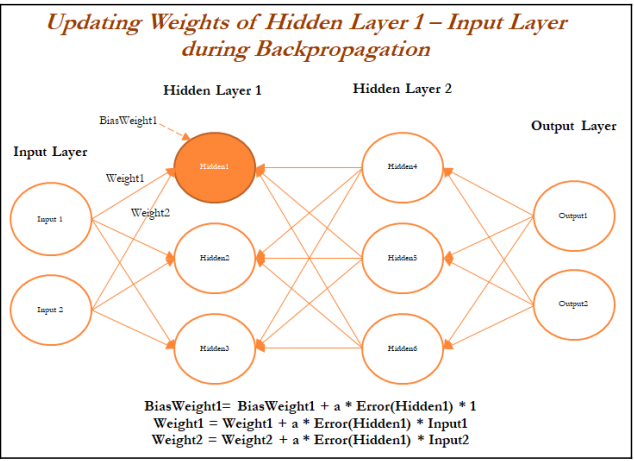 Updating Weights of Hidden Layer 1 – Input Layer
during Backpropagation
Hidden Layer 1
Hidden Layer 2
Output Layer
Input Layer
BiasWeight1
Weight1
Weight2
Hidden1
Hidden4
Input 1
Output1
Hidden2
Hidden5
Input 2
Output2
Hidden3
Hidden6
BiasWeight1= BiasWeight1 + a * Error(Hidden1) * 1
Weight1 = Weight1 + a * Error(Hidden1) * Input1
Weight2 = Weight2 + a * Error(Hidden1) * Input2